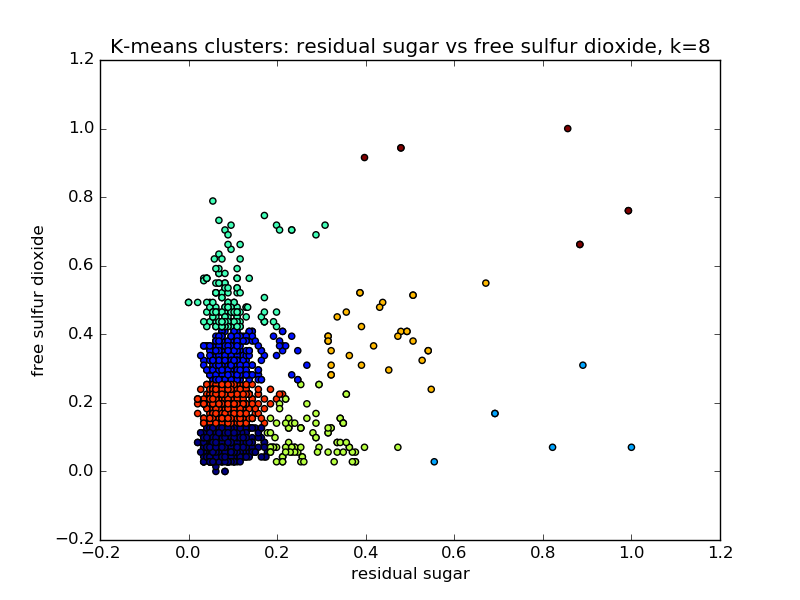 K-means clusters: residual sugar vs free sulfur dioxide, k=8
1.2
1.0
0.8
0.6
0.4
0.2
0.0
−0.2
free sulfur dioxide
−0.2 0.0 0.2 0.4 0.6 0.8 1.0 1.2
residual sugar